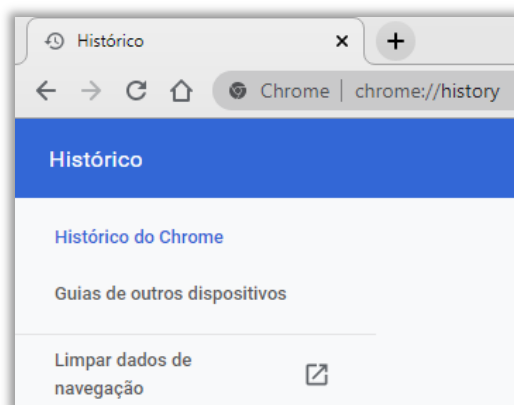 Histórico
Chrome | chrome://history
Histórico
Histórico do Chrome
Guias de outros dispositivos
Limpar dados de
navegação